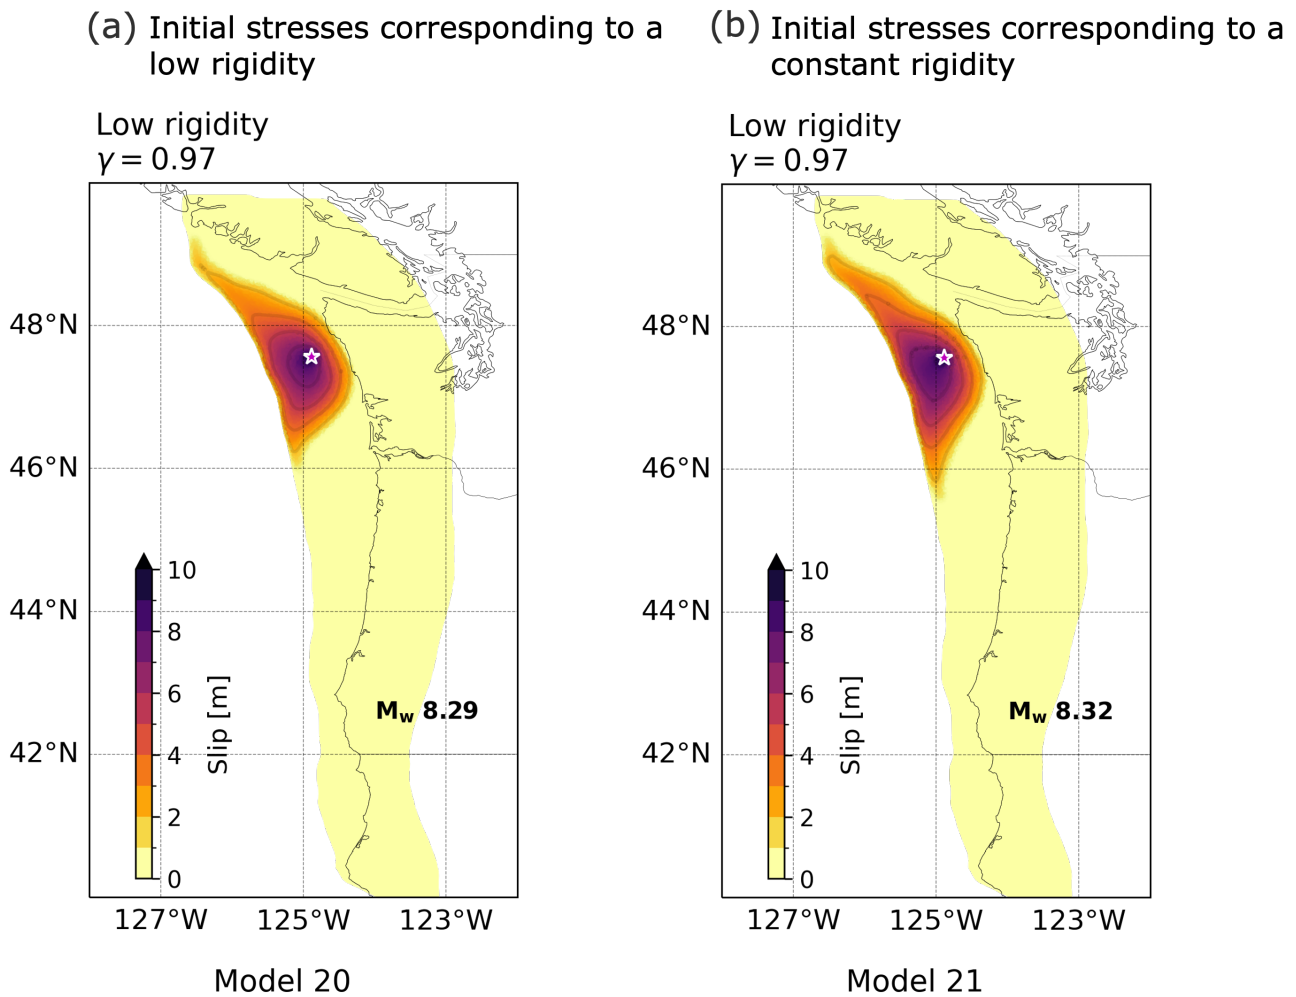 (a) Initial stresses corresponding to a
low rigidity
Low rigidity
γ = 0.97
48°N
46°N
44°N
42°N
10
8
6
4
2
0
Slip [m]
Mw 8.29
127°W 125°W 123°W
Model 20
(b) Initial stresses corresponding to a
constant rigidity
Low rigidity
γ = 0.97
48°N
46°N
44°N
42°N
10
8
6
4
2
0
Slip [m]
Mw 8.32
127°W 125°W 123°W
Model 21